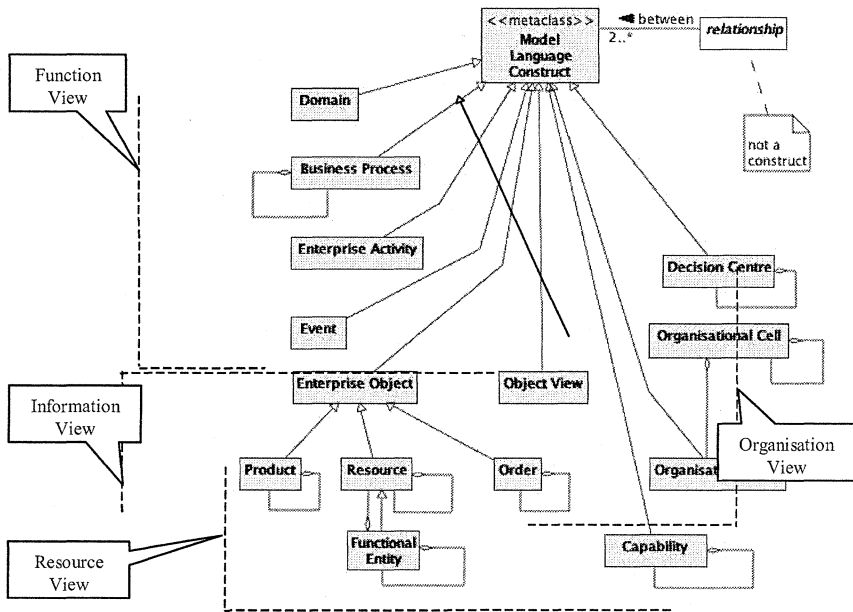 <<metaclass>>
Model
Language
Construct
between
2..*
relationship
not a
construct
Function
View
Domain
Business Process
Enterprise Activity
Event
Decision Centre
Organisational Cell
Enterprise Object
Object View
Information
View
Organisation
View
Product
Resource
Order
Organisat
Functional
Entity
Capability
Resource
View